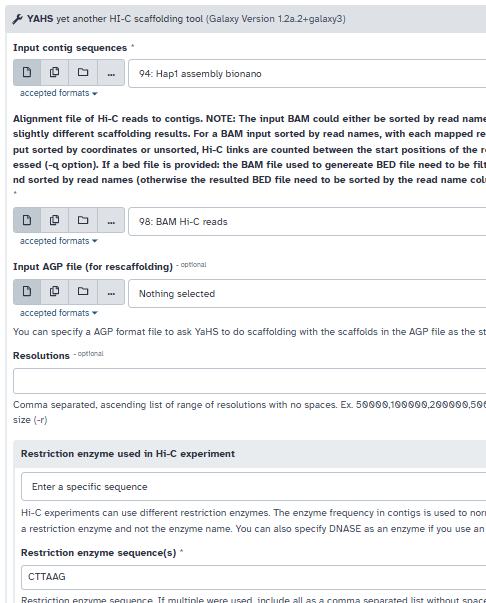 YAHS yet another HI-C scaffolding tool (Galaxy Version 1.2a.2+galaxy3)
Input contig sequences *
... 94: Hap1 assembly bionano
accepted formats
Alignment file of Hi-C reads to contigs. NOTE: The input BAM could either be sorted by read name
slightly different scaffolding results. For a BAM input sorted by read names, with each mapped re
put sorted by coordinates or unsorted, Hi-C links are counted between the start positions of the r
essed (-q option). If a bed file is provided: the BAM file used to genereate BED file need to be filt
nd sorted by read names (otherwise the resulted BED file need to be sorted by the read name colu
*
... 98: BAM Hi-C reads
accepted formats
Input AGP file (for rescaffolding) - optional
... Nothing selected
accepted formats
You can specify a AGP format file to ask YaHS to do scaffolding with the scaffolds in the AGP file as the st
Resolutions - optional
Comma separated, ascending list of range of resolutions with no spaces. Ex. 50000,100000,200000,500
size (-r)
Restriction enzyme used in Hi-C experiment
Enter a specific sequence
Hi-C experiments can use different restriction enzymes. The enzyme frequency in contigs is used to nor
a restriction enzyme and not the enzyme name. You can also specify DNASE as an enzyme if you use an
Restriction enzyme sequence(s) *
CTTAAG
Restriction enzyme sequence. If multiple were used, include all as a comma separated list without space